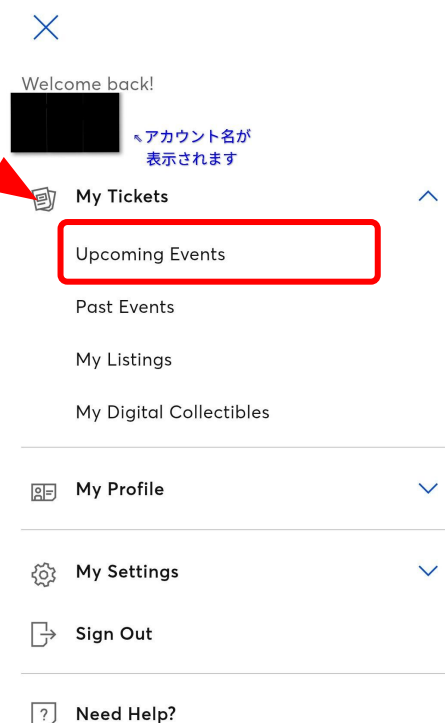 Welcome back!
⇖アカウント名が
表示されます
My Tickets
Upcoming Events
Past Events
My Listings
My Digital Collectibles
My Profile
My Settings
Sign Out
Need Help?